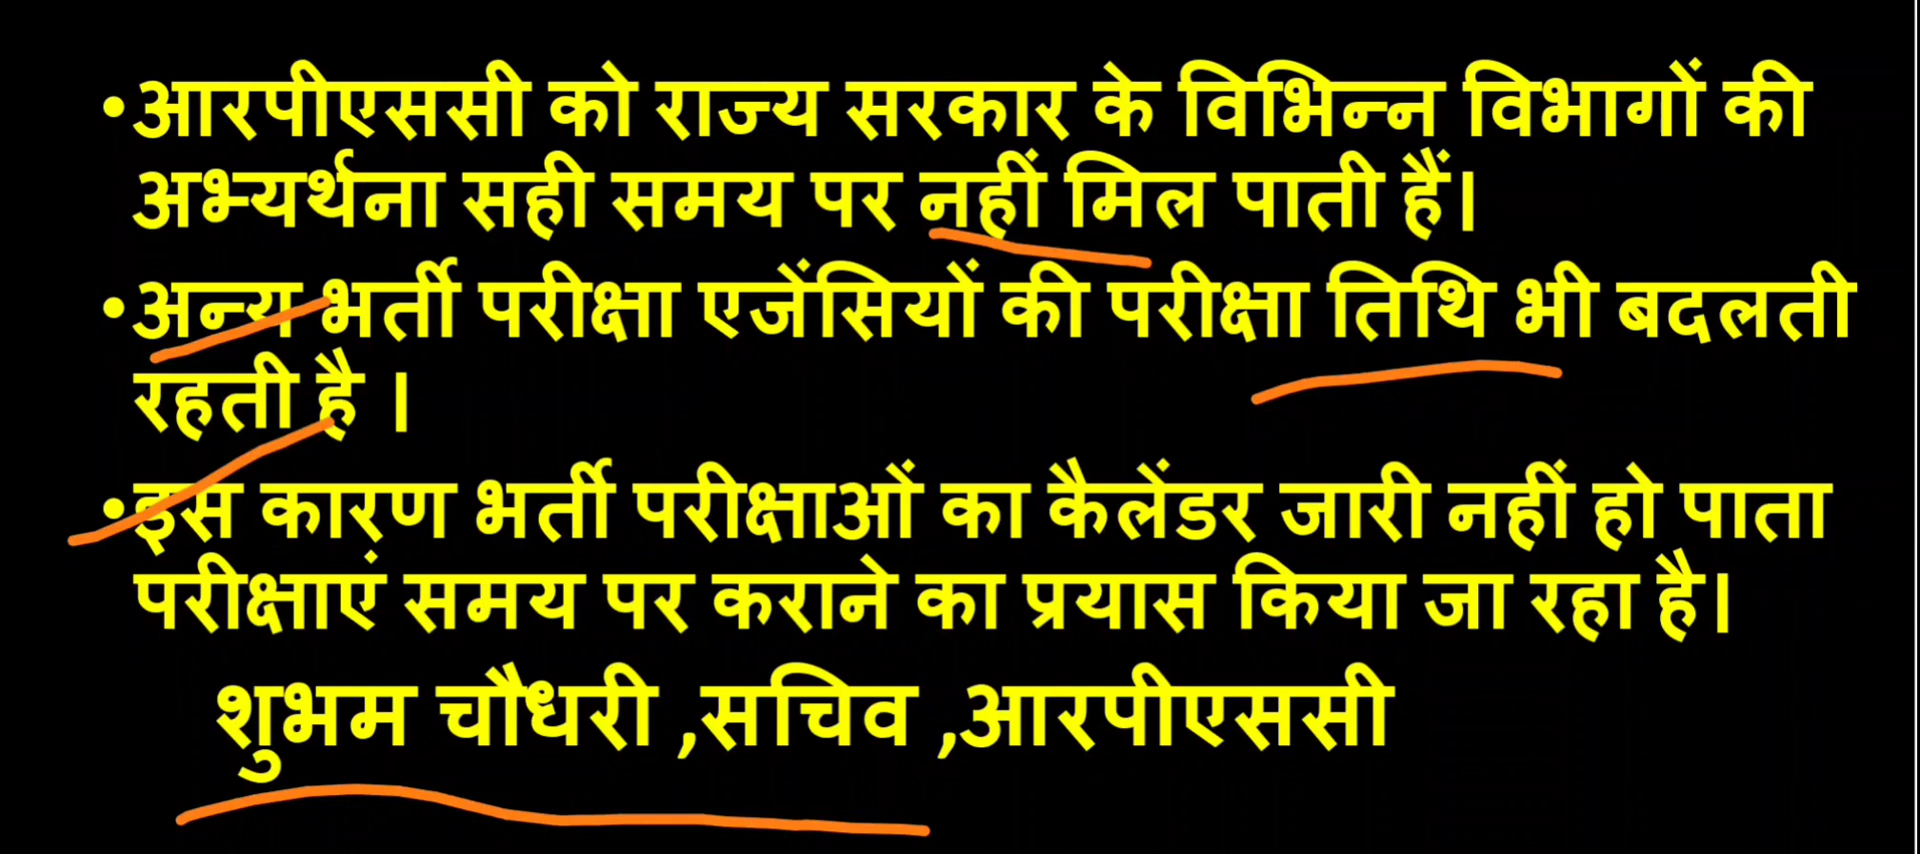 •आरपीएससी को राज्य सरकार के विभिन्न विभागों की
अभ्यर्थना सही समय पर नहीं मिल पाती हैं।
•अन्य भर्ती परीक्षा एजेंसियों की परीक्षा तिथि भी बदलती
रहती है ।
•इस कारण भर्ती परीक्षाओं का कैलेंडर जारी नहीं हो पाता
परीक्षाएं समय पर कराने का प्रयास किया जा रहा है।
शुभम चौधरी ,सचिव ,आरपीएससी